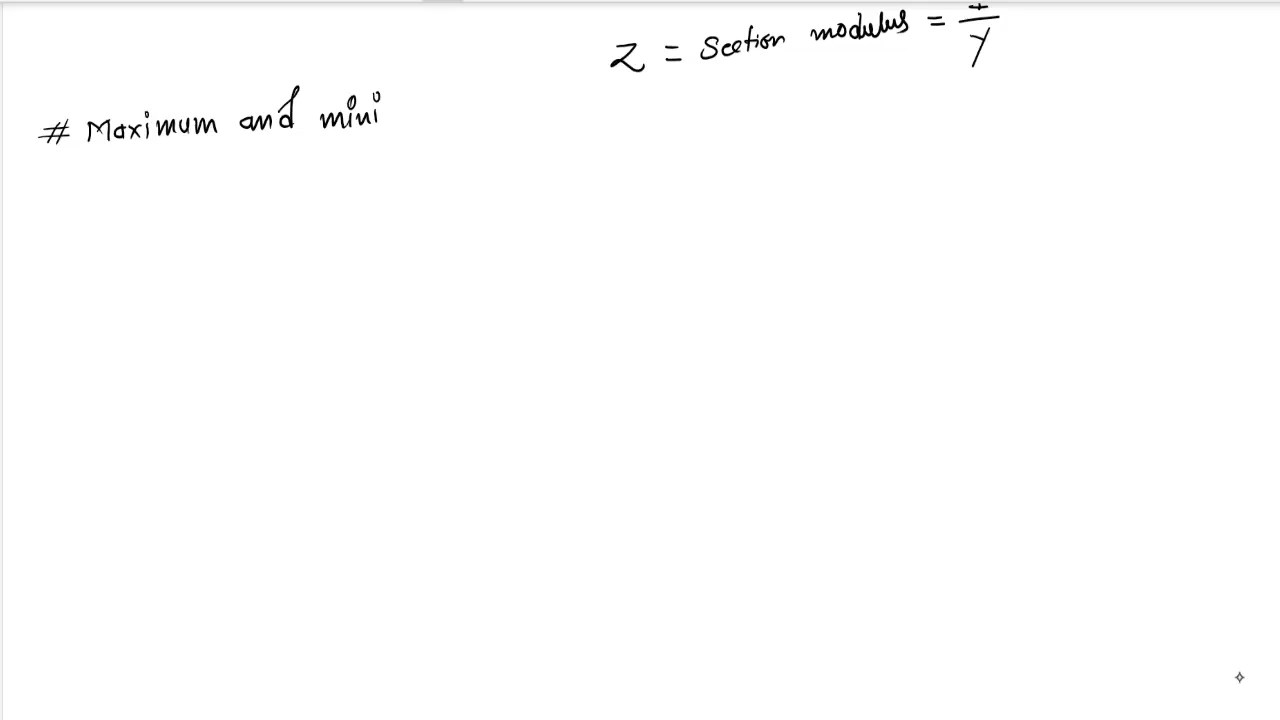 Z = Section modulus = I/y
# Maximum and mini